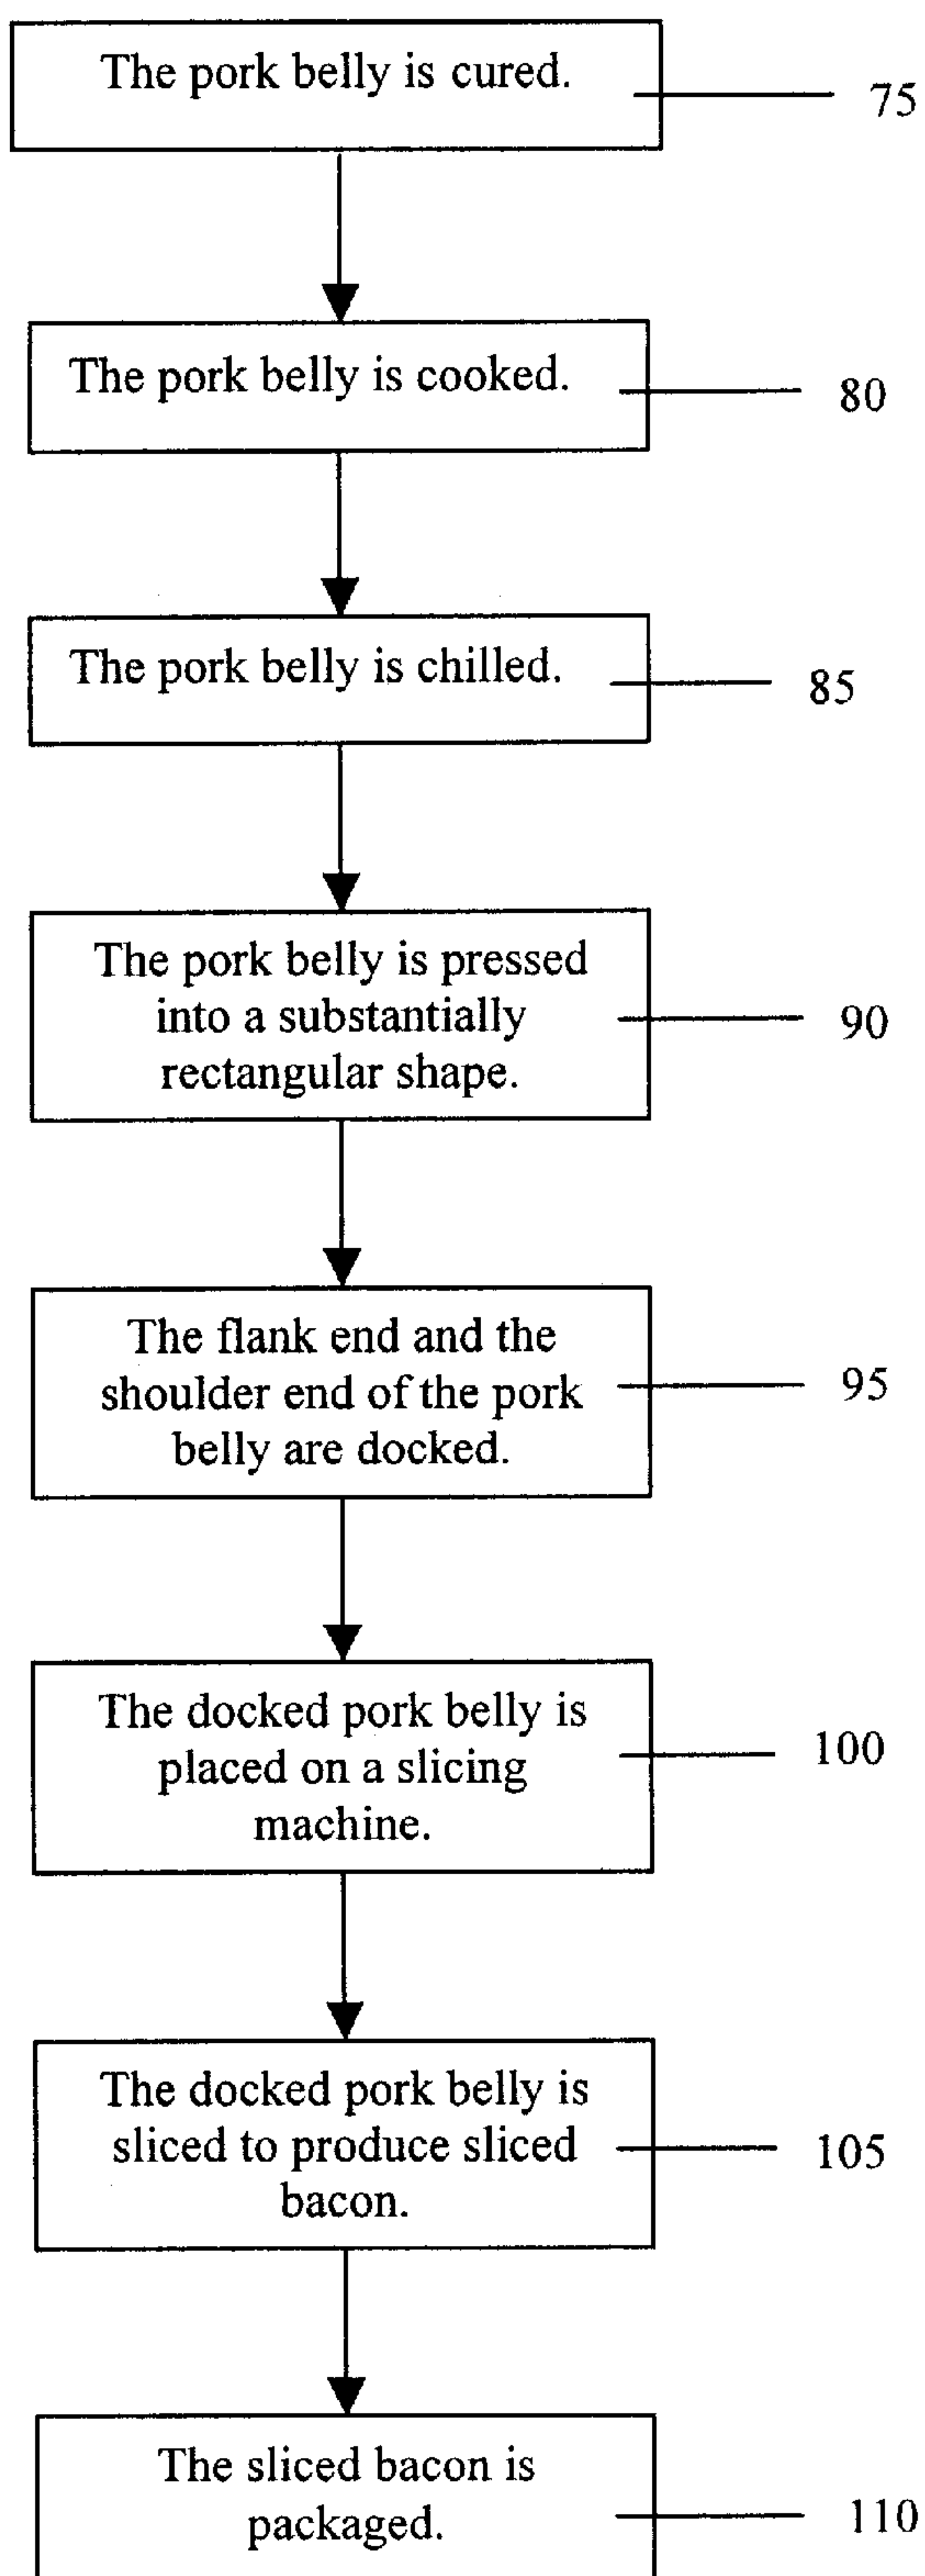 The pork belly is cured.
75
The pork belly is cooked.
80
The pork belly is chilled.
85
The pork belly is pressed
into a substantially
rectangular shape.
90
The flank end and the
shoulder end of the pork
belly are docked.
95
The docked pork belly is
placed on a slicing
machine.
100
The docked pork belly is
sliced to produce sliced
bacon.
105
The sliced bacon is
packaged.
110